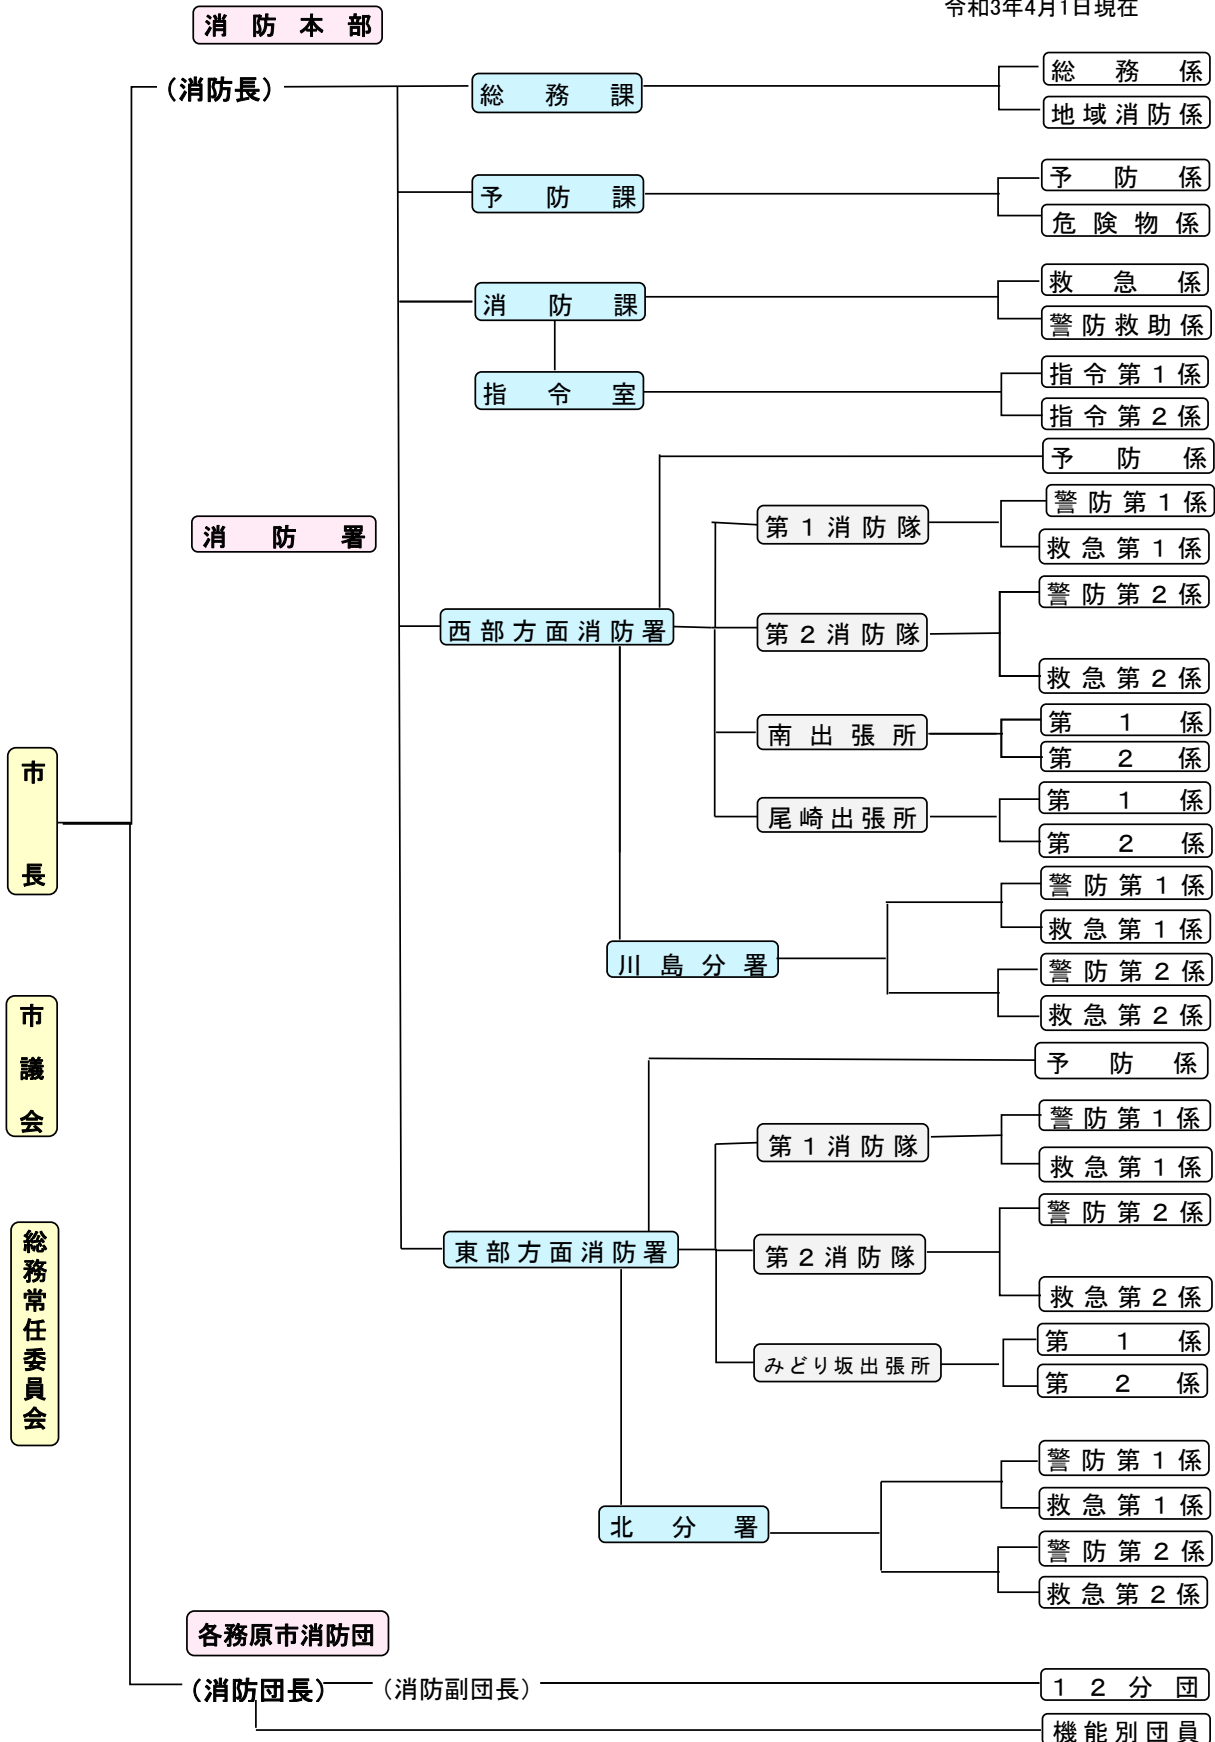 令和3年4月1日現在
消防本部
(消防長)
総務課
総務係
地域消防係
予防課
予防係
危険物係
消防課
救急係
警防救助係
指令室
指令第1係
指令第2係
消防署
西部方面消防署
予防係
第1消防隊
警防第1係
救急第1係
第2消防隊
警防第2係
救急第2係
南出張所
第1係
第2係
尾崎出張所
第1係
第2係
川島分署
警防第1係
救急第1係
警防第2係
救急第2係
市長
市議会
総務常任委員会
東部方面消防署
予防係
第1消防隊
警防第1係
救急第1係
第2消防隊
警防第2係
救急第2係
みどり坂出張所
第1係
第2係
北分署
警防第1係
救急第1係
警防第2係
救急第2係
各務原市消防団
(消防団長)
(消防副団長)
12分団
機能別団員